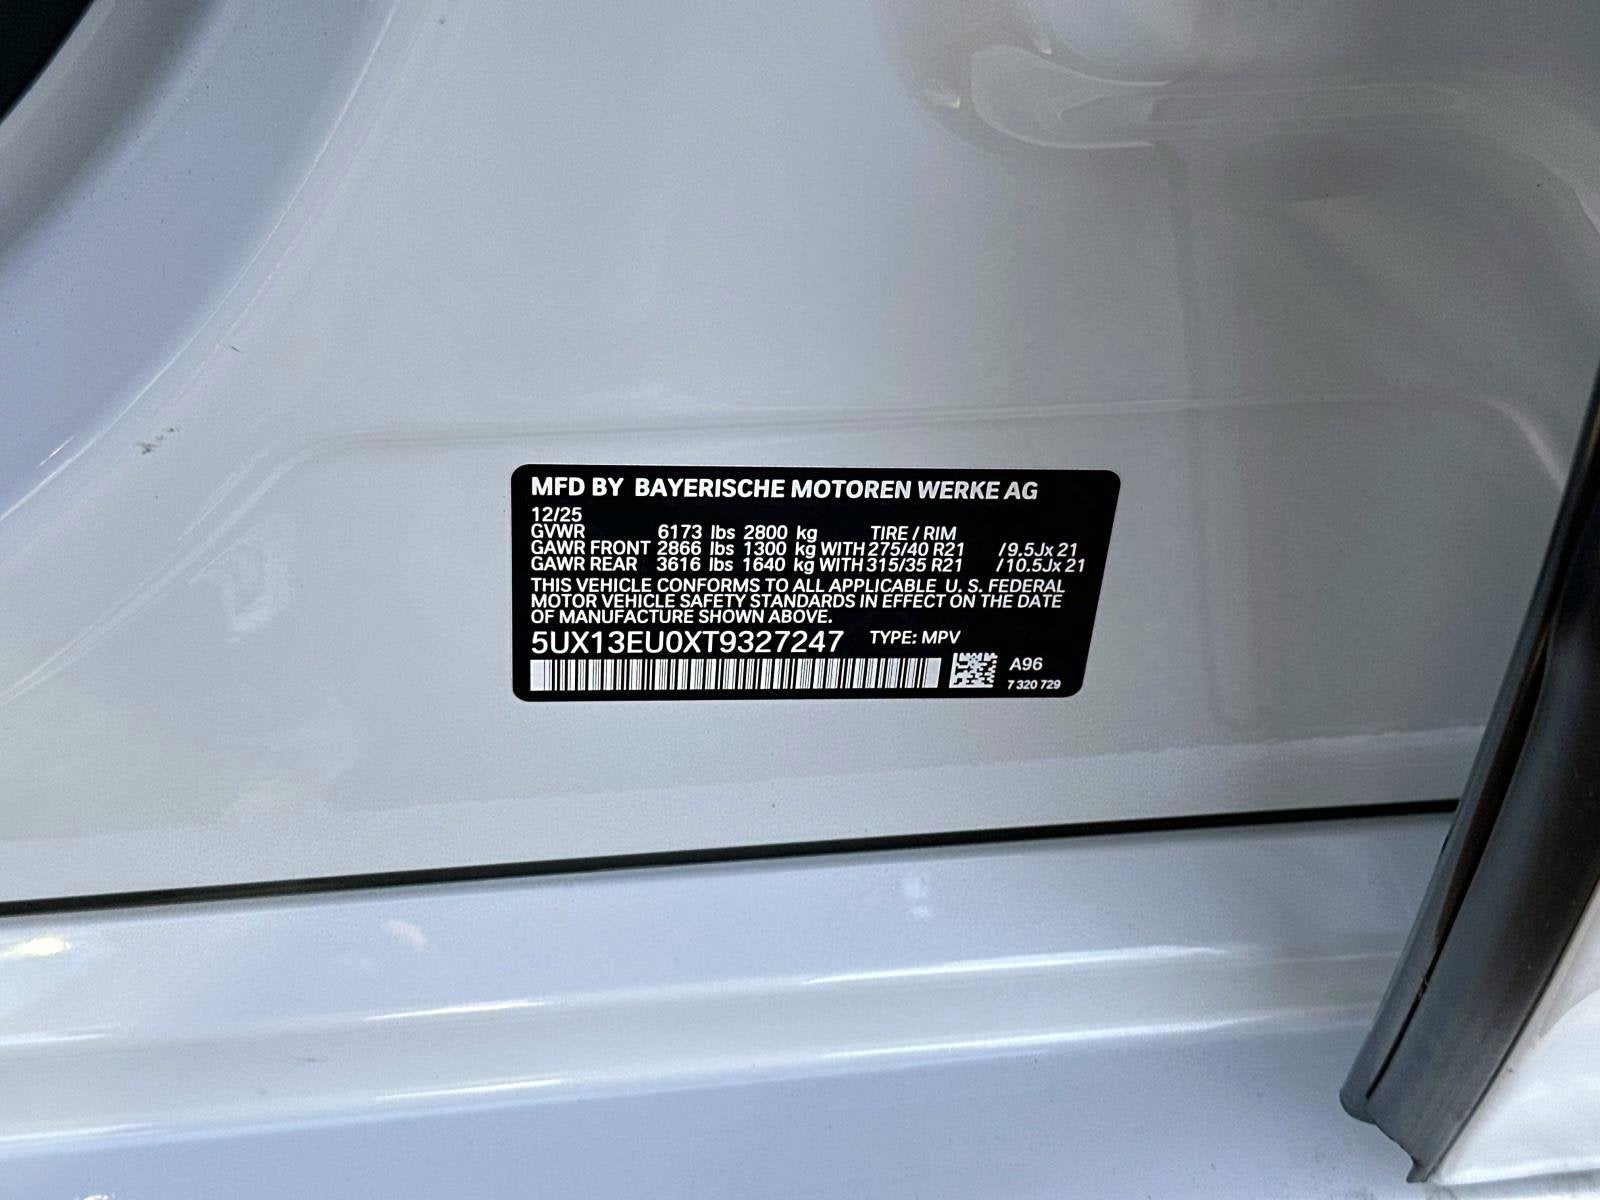 MFD BY BAYERISCHE MOTOREN WERKE AG
12/25
GVWR 6173 lbs 2800 kg TIRE / RIM
GAWR FRONT 2866 lbs 1300 kg WITH 275/40 R21 /9.5Jx 21
GAWR REAR 3616 lbs 1640 kg WITH 315/35 R21 /10.5Jx 21
THIS VEHICLE CONFORMS TO ALL APPLICABLE U. S. FEDERAL
MOTOR VEHICLE SAFETY STANDARDS IN EFFECT ON THE DATE
OF MANUFACTURE SHOWN ABOVE.
5UX13EU0XT9327247 TYPE: MPV
A96
7 320 729